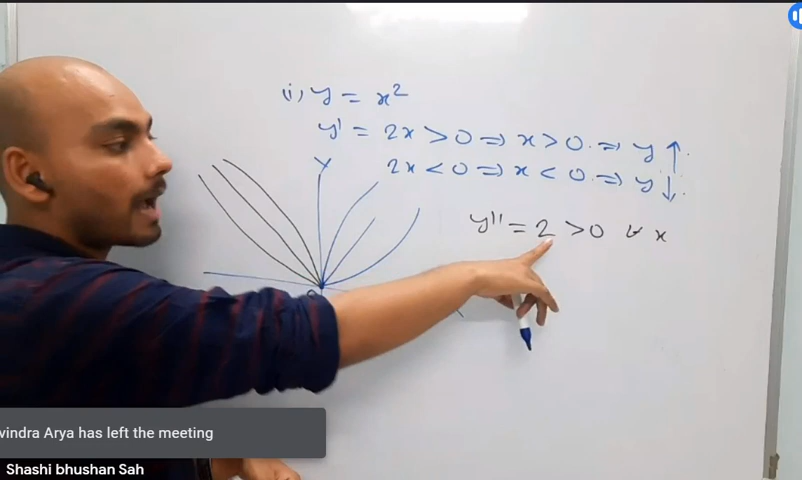 (i) y = x²
y' = 2x > 0 ⇒ x > 0. ⇒ y ↑.
2x < 0 ⇒ x < 0. ⇒ y ↓.
Y
y'' = 2 > 0 ∀ x
vindra Arya has left the meeting
Shashi bhushan Sah